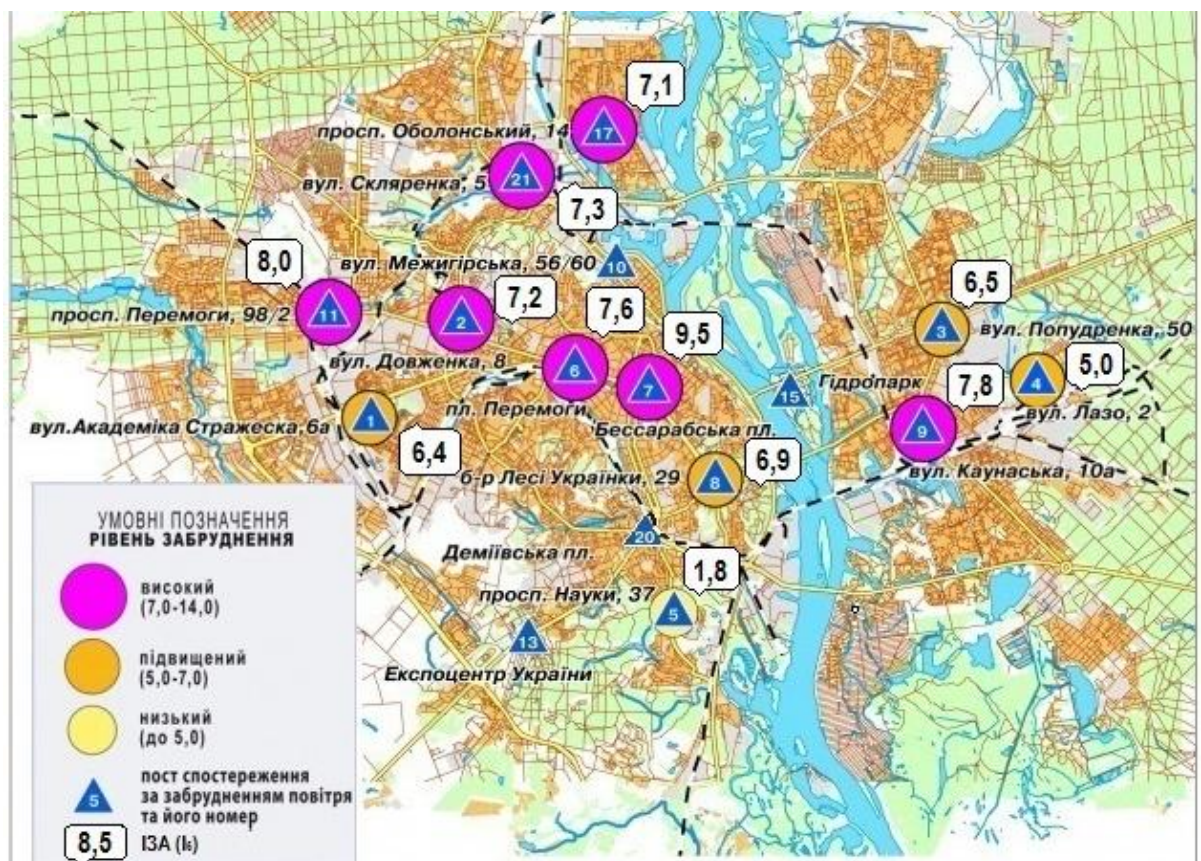 7,1
просп. Оболонський, 14
17
вул. Скляренка, 5
21
7,3
8,0
вул. Межигірська, 56/60
10
6,5
просп. Перемоги, 98/2
11
2
7,2
7,6
9,5
3
вул. Попудренка, 50
вул. Довженка, 8
6
7
15
Гідропарк
7,8
4
5,0
пл. Перемоги
вул. Лазо, 2
вул.Академіка Стражеска,6а
1
Бессарабська пл.
9
6,4
б-р Лесі Українки, 29
8
6,9
вул. Каунаська, 10а
Деміївська пл.
20
1,8
просп. Науки, 37
5
13
Експоцентр України
УМОВНІ ПОЗНАЧЕННЯ
РІВЕНЬ ЗАБРУДНЕННЯ
високий
(7,0-14,0)
підвищений
(5,0-7,0)
низький
(до 5,0)
5
пост спостереження
за забрудненням повітря
та його номер
8,5 ІЗА (І₅)